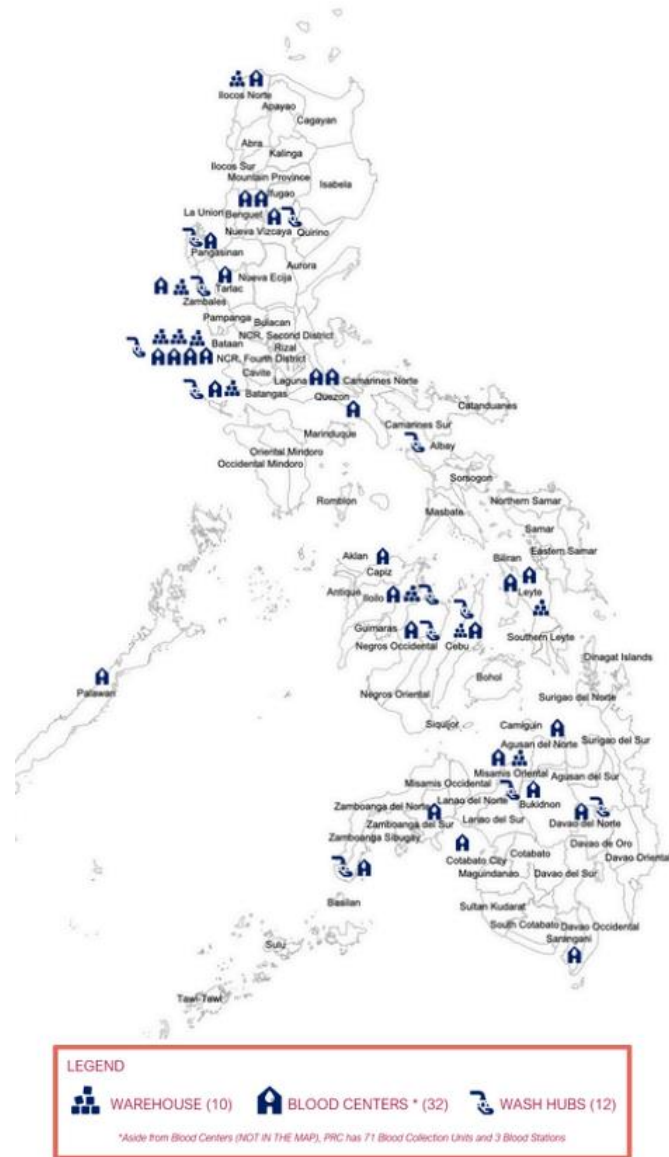 Ilocos Norte
Apayao
Cagayan
Abra
Kalinga
Ilocos Sur
Mountain Province
Isabela
Ifugao
La Union
Benguet
Nueva Vizcaya
Quirino
Pangasinan
Aurora
Nueva Ecija
Tarlac
Zambales
Pampanga
Bulacan
NCR, Second District
Bataan
Rizal
NCR, Fourth District
Cavite
Laguna
Camarines Norte
Batangas
Quezon
Catanduanes
Camarines Sur
Marinduque
Albay
Oriental Mindoro
Occidental Mindoro
Sorsogon
Romblon
Northern Samar
Masbate
Samar
Aklan
Biliran
Eastern Samar
Capiz
Antique
Iloilo
Leyte
Guimaras
Negros Occidental
Cebu
Southern Leyte
Dinagat Islands
Palawan
Bohol
Negros Oriental
Surigao del Norte
Siquijor
Camiguin
Surigao del Sur
Agusan del Norte
Misamis Oriental
Misamis Occidental
Agusan del Sur
Zamboanga del Norte
Lanao del Norte
Bukidnon
Zamboanga del Sur
Lanao del Sur
Davao del Norte
Zamboanga Sibugay
Davao de Oro
Cotabato City
Cotabato
Davao Oriental
Maguindanao
Davao del Sur
Basilan
Sultan Kudarat
South Cotabato
Davao Occidental
Sarangani
Sulu
Tawi-Tawi
LEGEND
WAREHOUSE (10)
BLOOD CENTERS * (32)
WASH HUBS (12)
*Aside from Blood Centers (NOT IN THE MAP), PRC has 71 Blood Collection Units and 3 Blood Stations